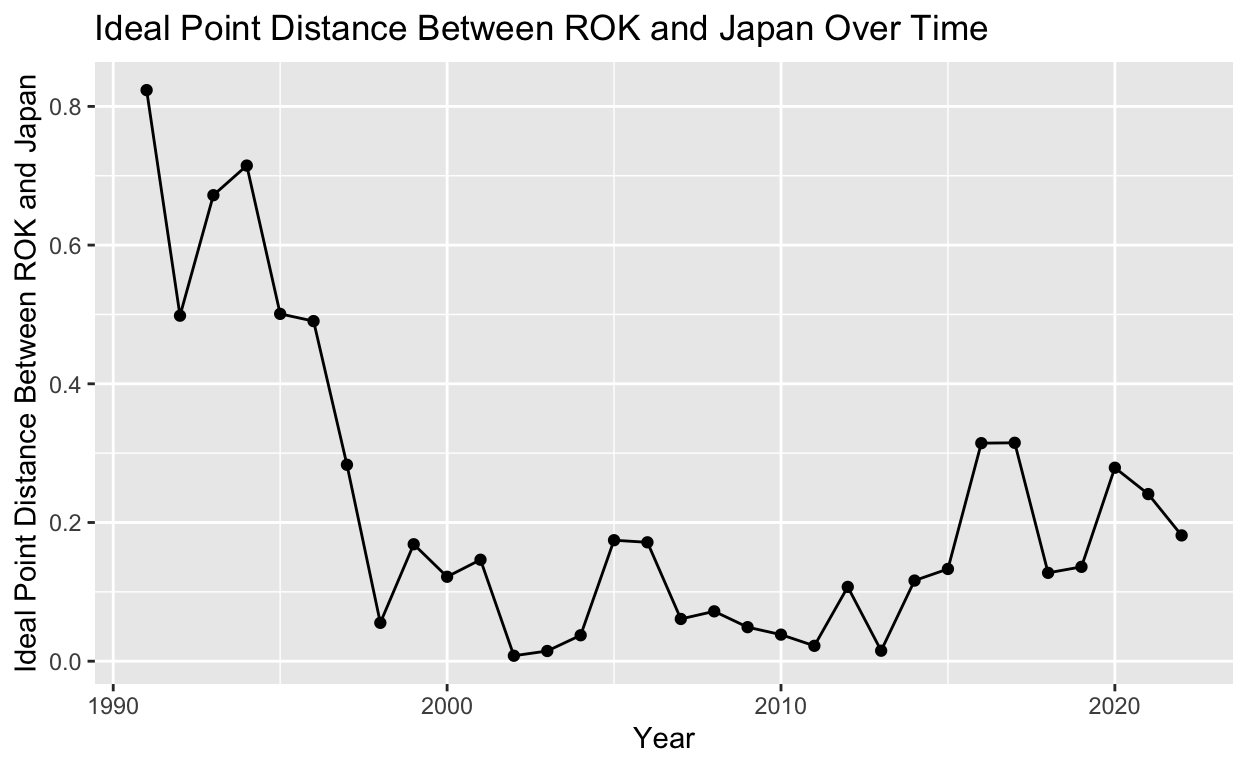 Ideal Point Distance Between ROK and Japan Over Time
Ideal Point Distance Between ROK and Japan
0.8
0.6
0.4
0.2
0.0
1990 2000 2010 2020
Year